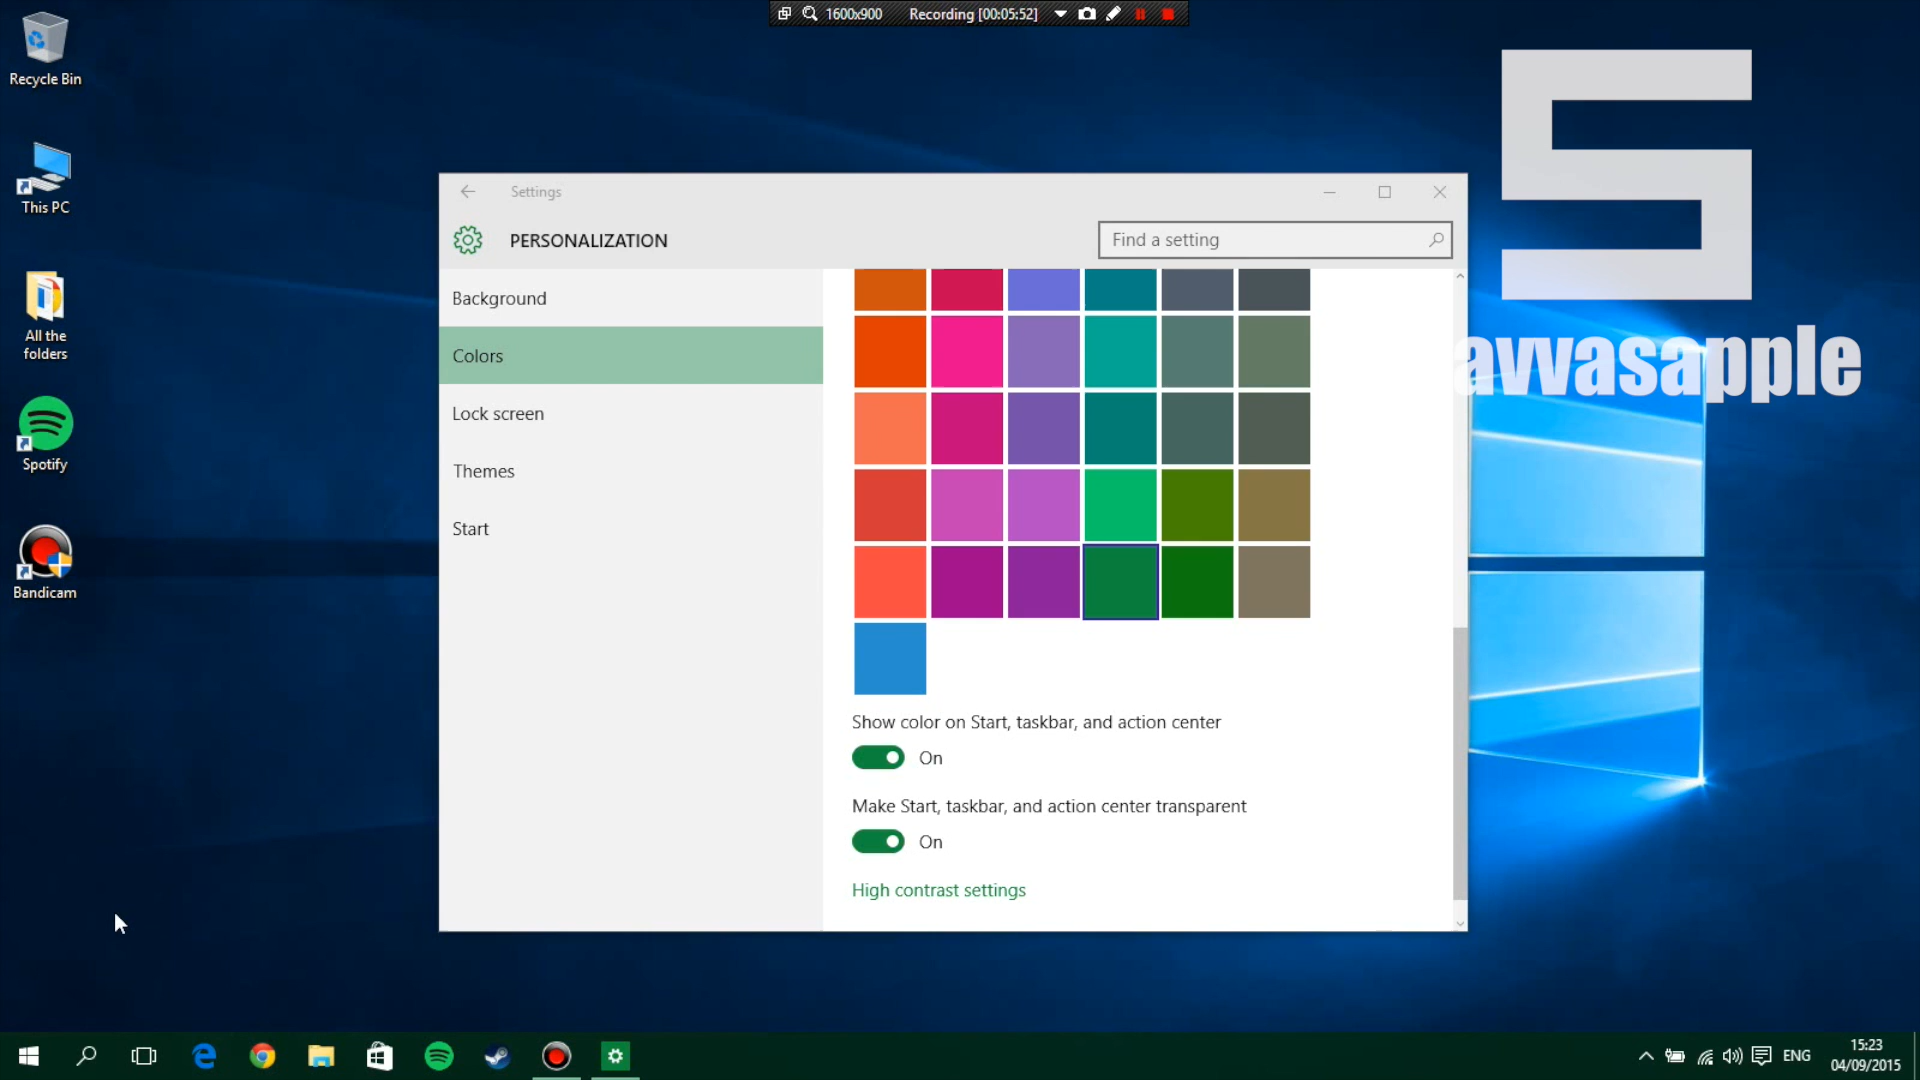 1600x900 Recording [00:05:52]
Recycle Bin
This PC
All the
folders
Spotify
Bandicam
Settings
PERSONALIZATION
Find a setting
Background
Colors
Lock screen
Themes
Start
Show color on Start, taskbar, and action center
On
Make Start, taskbar, and action center transparent
On
High contrast settings
S
avvasapple
ENG
15:23
04/09/2015